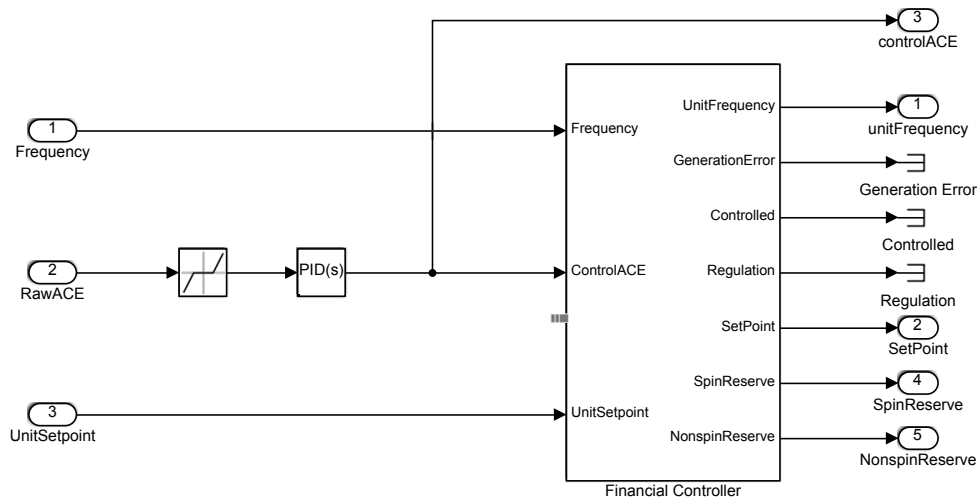 3
controlACE
1
Frequency
Frequency
UnitFrequency
1
unitFrequency
GenerationError
Generation Error
Controlled
Controlled
2
RawACE
PID(s)
ControlACE
Regulation
Regulation
SetPoint
2
SetPoint
SpinReserve
4
SpinReserve
3
UnitSetpoint
UnitSetpoint
NonspinReserve
5
NonspinReserve
Financial Controller